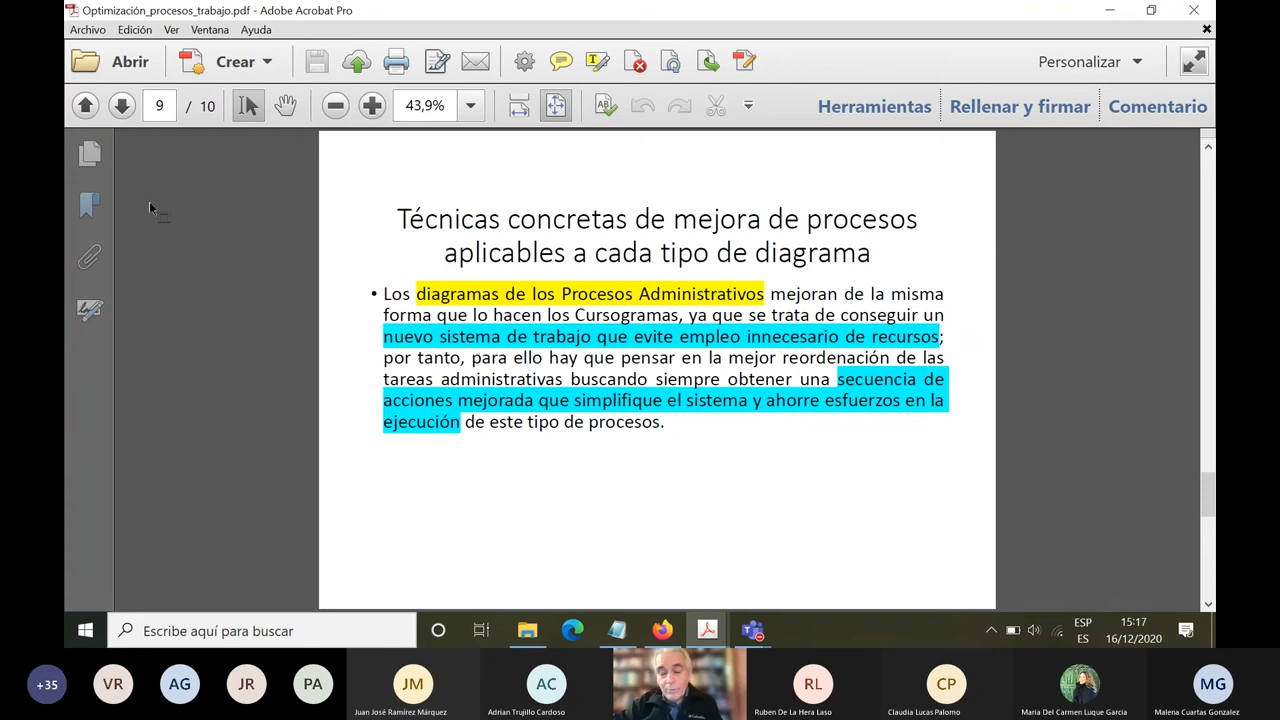 Optimización_procesos_trabajo.pdf - Adobe Acrobat Pro
Archivo Edición Ver Ventana Ayuda
Abrir Crear Personalizar
9 / 10 43,9% Herramientas Rellenar y firmar Comentario
Técnicas concretas de mejora de procesos
aplicables a cada tipo de diagrama
• Los diagramas de los Procesos Administrativos mejoran de la misma
forma que lo hacen los Cursogramas, ya que se trata de conseguir un
nuevo sistema de trabajo que evite empleo innecesario de recursos;
por tanto, para ello hay que pensar en la mejor reordenación de las
tareas administrativas buscando siempre obtener una secuencia de
acciones mejorada que simplifique el sistema y ahorre esfuerzos en la
ejecución de este tipo de procesos.
Escribe aquí para buscar
ESP
ES
15:17
16/12/2020
+35 VR AG JR PA JM AC RL CP MG
Juan José Ramírez Márquez Adrian Trujillo Cardoso Ruben De La Hera Laso Claudia Lucas Palomo Maria Del Carmen Luque Garcia Malena Cuartas Gonzalez